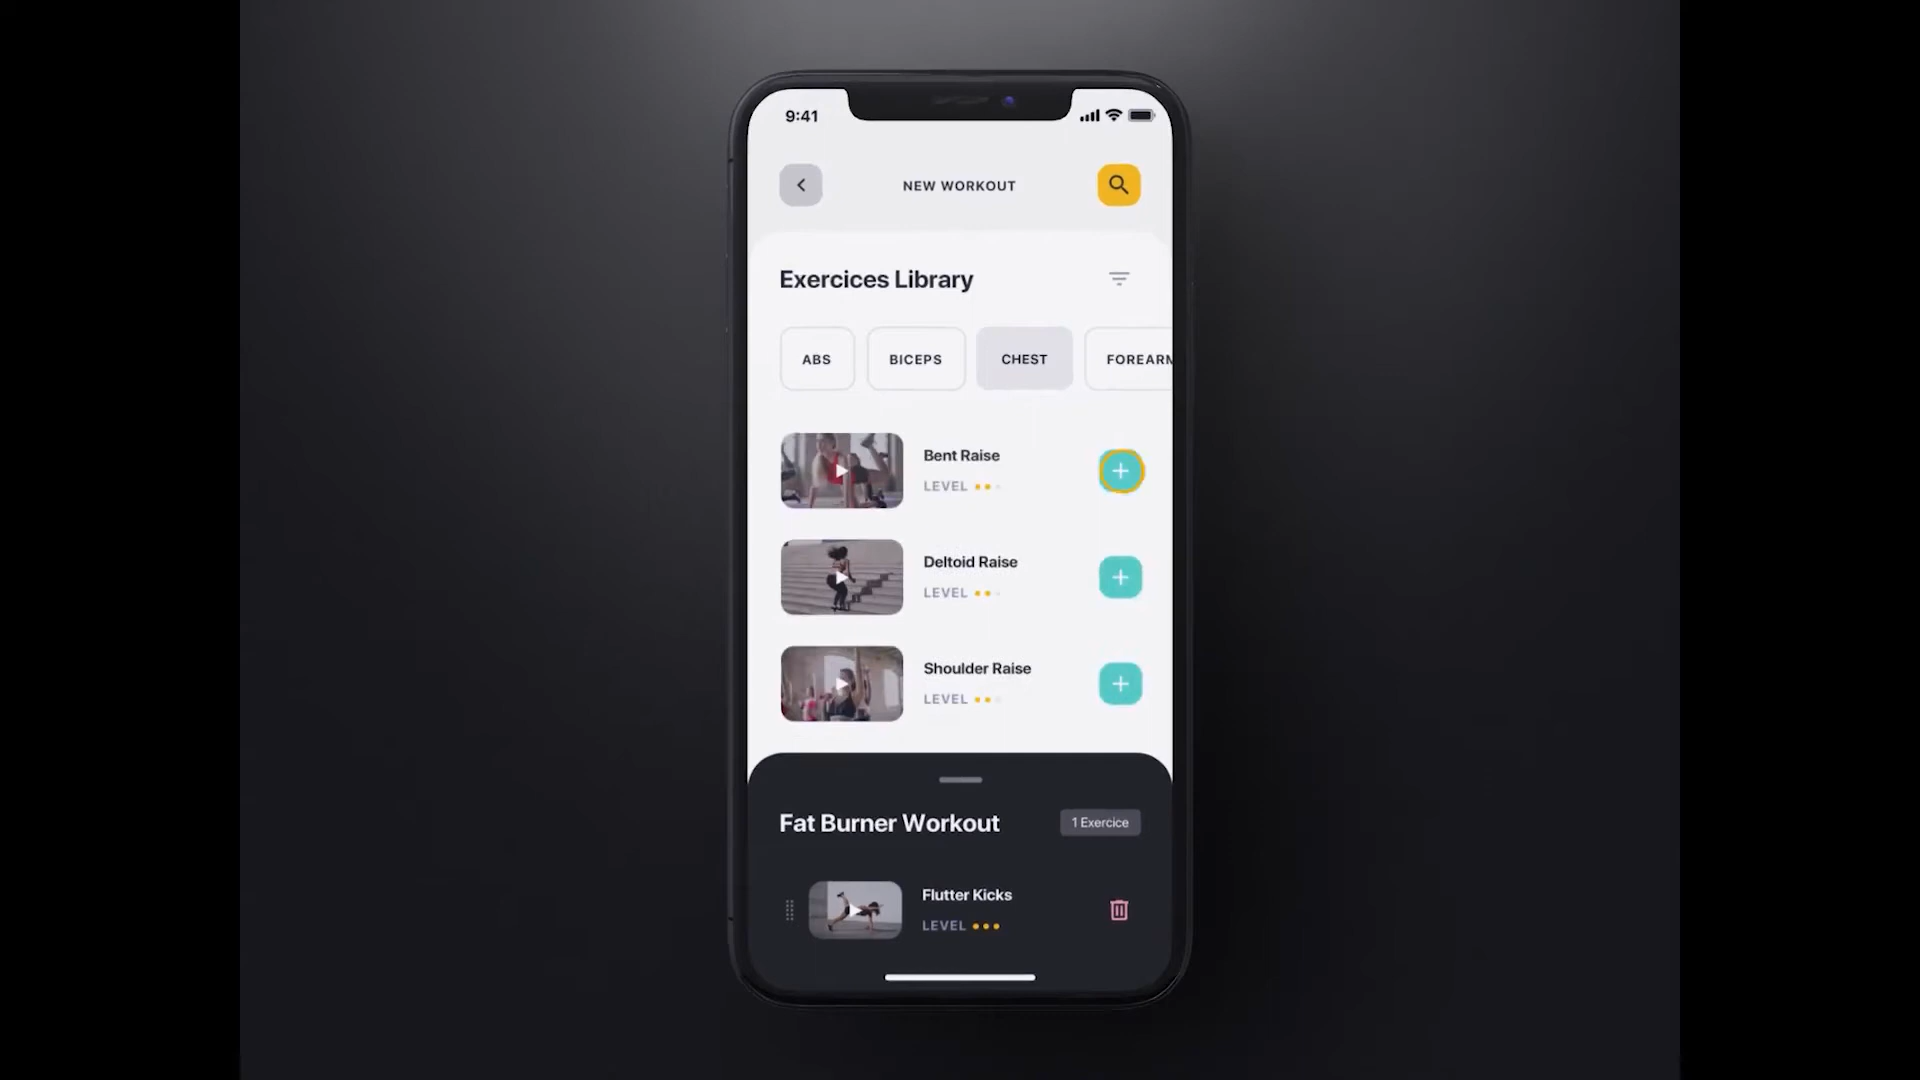 9:41
NEW WORKOUT
Exercices Library
ABS
BICEPS
CHEST
FOREARM
Bent Raise
LEVEL
Deltoid Raise
LEVEL
Shoulder Raise
LEVEL
Fat Burner Workout
1 Exercice
Flutter Kicks
LEVEL